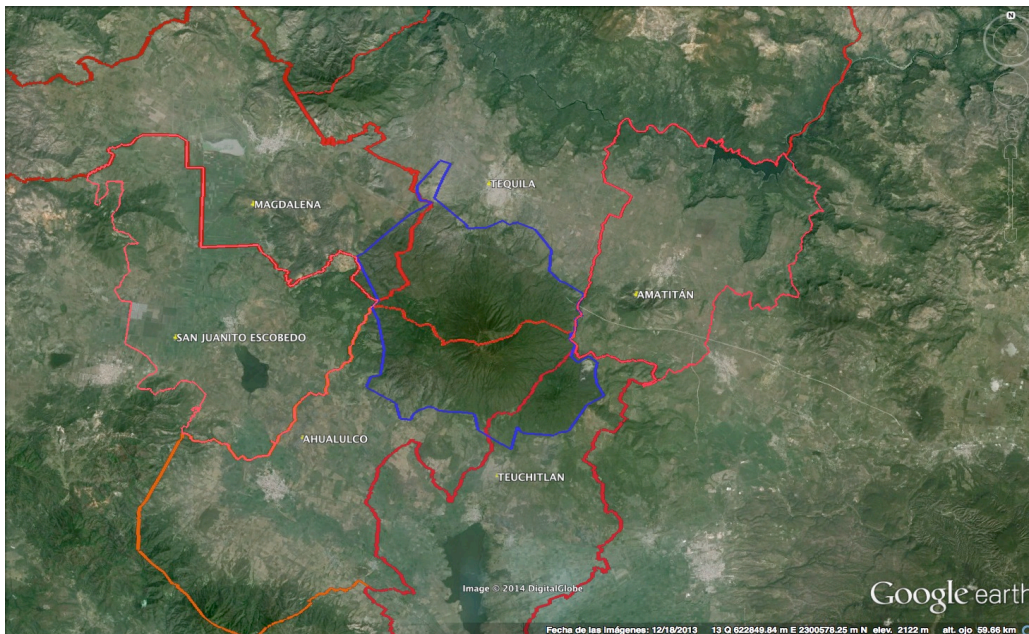 N
TEQUILA
MAGDALENA
AMATITÁN
SAN JUANITO ESCOBEDO
AHUALULCO
TEUCHITLAN
Image © 2014 DigitalGlobe
Google earth
Fecha de las imágenes: 12/18/2013 13 Q 622849.84 m E 2300578.25 m N elev. 2122 m alt. ojo 59.66 km